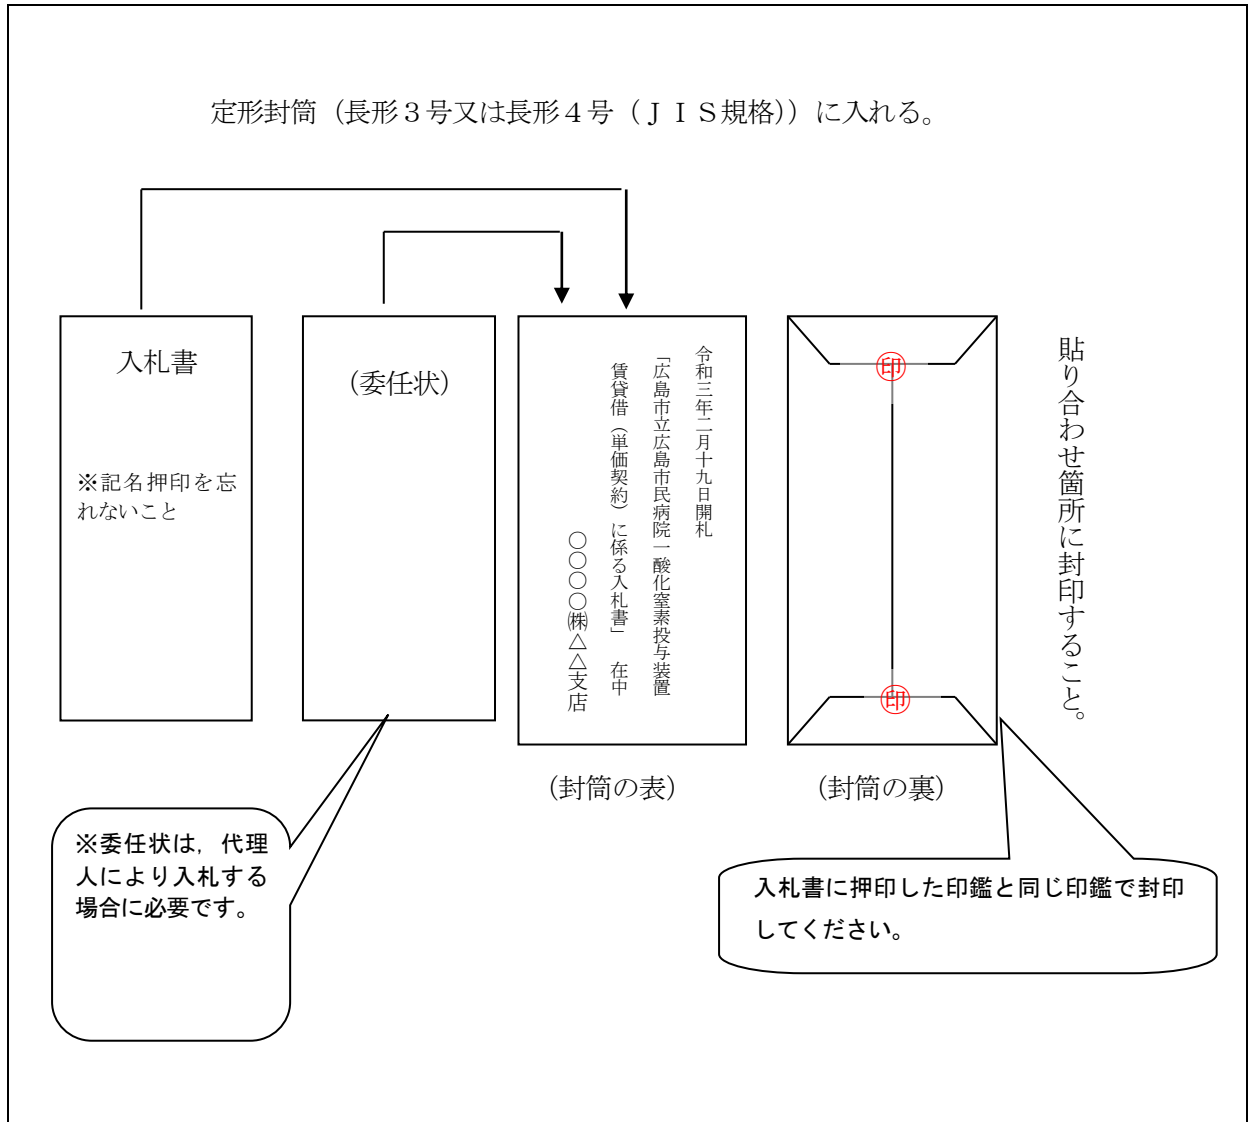 定形封筒（長形３号又は長形４号（ＪＩＳ規格））に入れる。
入札書
※記名押印を忘
れないこと
（委任状）
令和三年二月十九日開札
「広島市立広島市民病院一酸化窒素投与装置
賃貸借（単価契約）に係る入札書」　在中
〇〇〇〇㈱△△支店
印
印
貼り合わせ箇所に封印すること。
（封筒の表）
（封筒の裏）
※委任状は，代理
人により入札する
場合に必要です。
入札書に押印した印鑑と同じ印鑑で封印
してください。